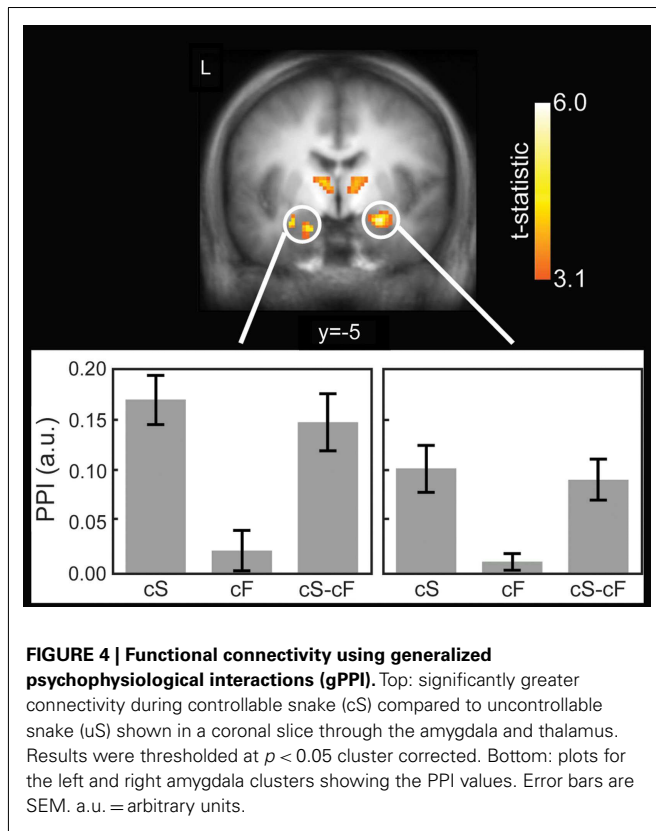 L
6.0
t-statistic
3.1
y=-5
0.20
0.15
0.10
0.05
0.00
PPI (a.u.)
cS cF cS-cF cS cF cS-cF
FIGURE 4 | Functional connectivity using generalized
psychophysiological interactions (gPPI). Top: significantly greater
connectivity during controllable snake (cS) compared to uncontrollable
snake (uS) shown in a coronal slice through the amygdala and thalamus.
Results were thresholded at p < 0.05 cluster corrected. Bottom: plots for
the left and right amygdala clusters showing the PPI values. Error bars are
SEM. a.u. = arbitrary units.